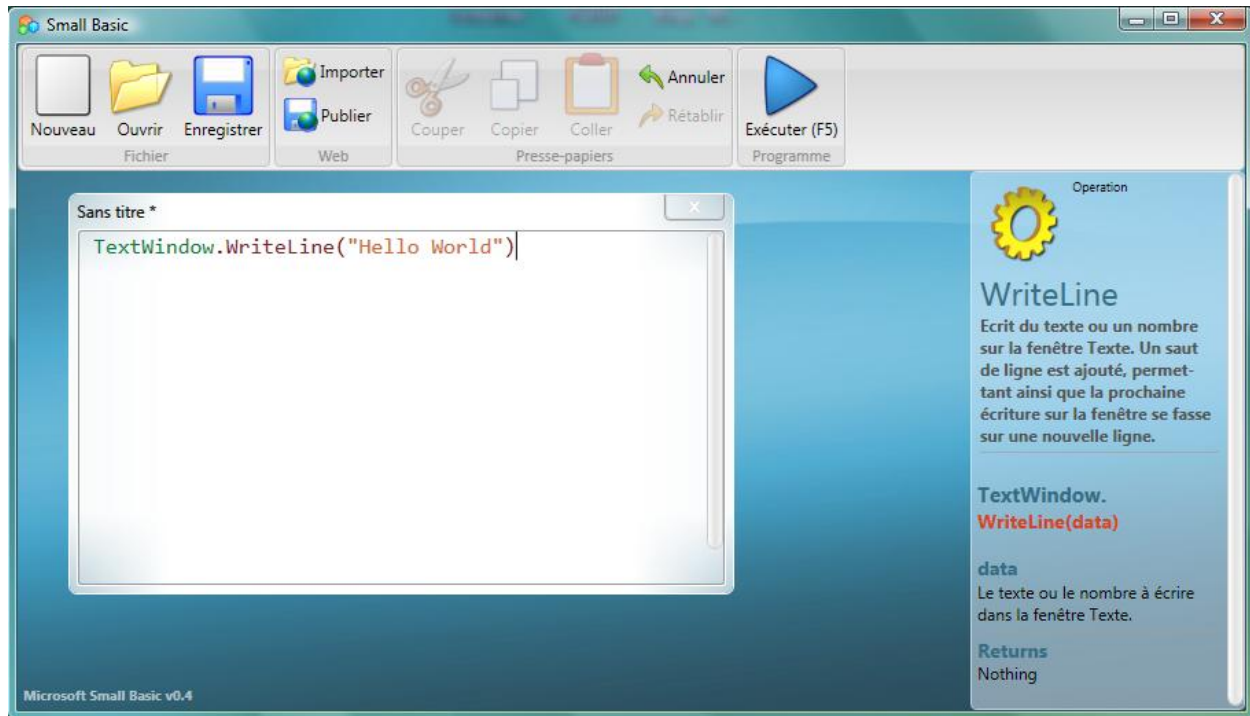 Small Basic
Nouveau Ouvrir Enregistrer
Fichier
Importer
Publier
Web
Couper Copier Coller
Annuler
Rétablir
Presse-papiers
Exécuter (F5)
Programme
Sans titre *
TextWindow.WriteLine("Hello World")
Operation
WriteLine
Ecrit du texte ou un nombre
sur la fenêtre Texte. Un saut
de ligne est ajouté, permet-
tant ainsi que la prochaine
écriture sur la fenêtre se fasse
sur une nouvelle ligne.
TextWindow.
WriteLine(data)
data
Le texte ou le nombre à écrire
dans la fenêtre Texte.
Returns
Nothing
Microsoft Small Basic v0.4